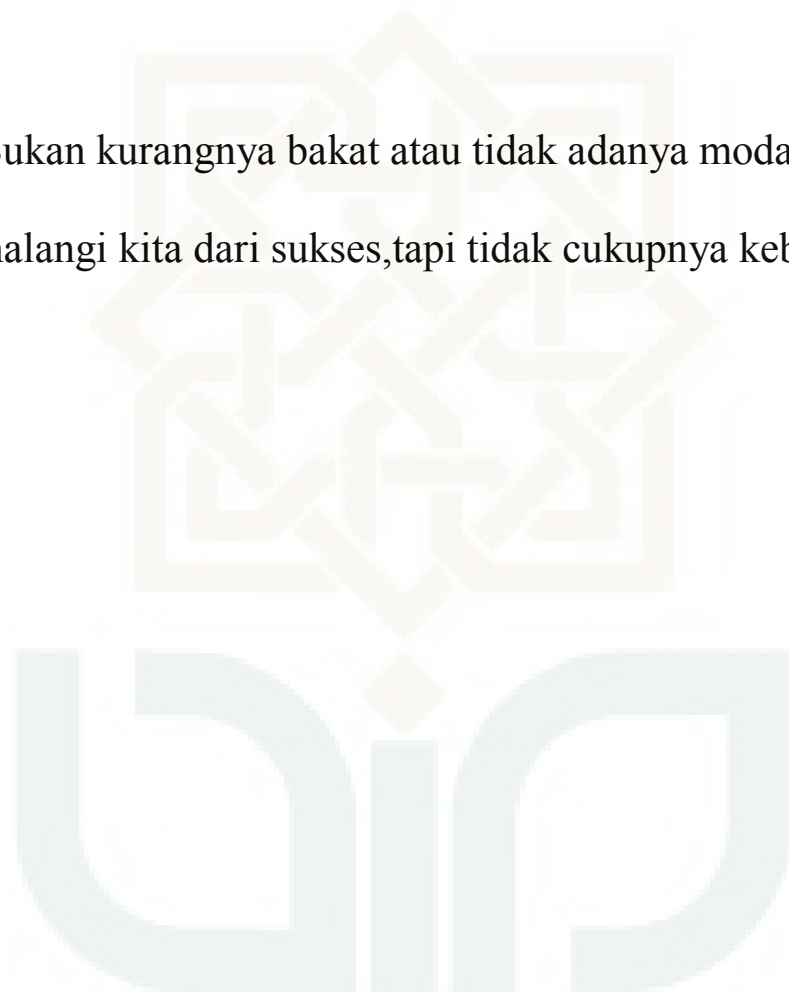 ukan kurangnya bakat atau tidak adanya moda
alangi kita dari sukses,tapi tidak cukupnya keb